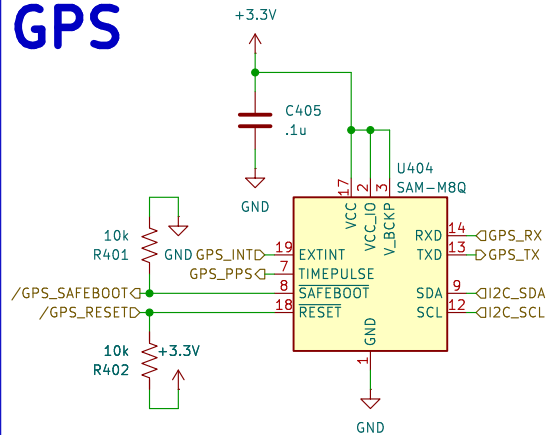 GPS
+3.3V
C405
.1u
GND
U404
SAM-M8Q
17
2
3
VCC
VCC_IO
V_BCKP
10k
R401
GND
GPS_INT
19
EXTINT
RXD
14
GPS_RX
GPS_PPS
7
TIMEPULSE
TXD
13
GPS_TX
/GPS_SAFEBOOT
8
SAFEBOOT
SDA
9
I2C_SDA
/GPS_RESET
18
RESET
SCL
12
I2C_SCL
GND
1
10k
R402
+3.3V
GND